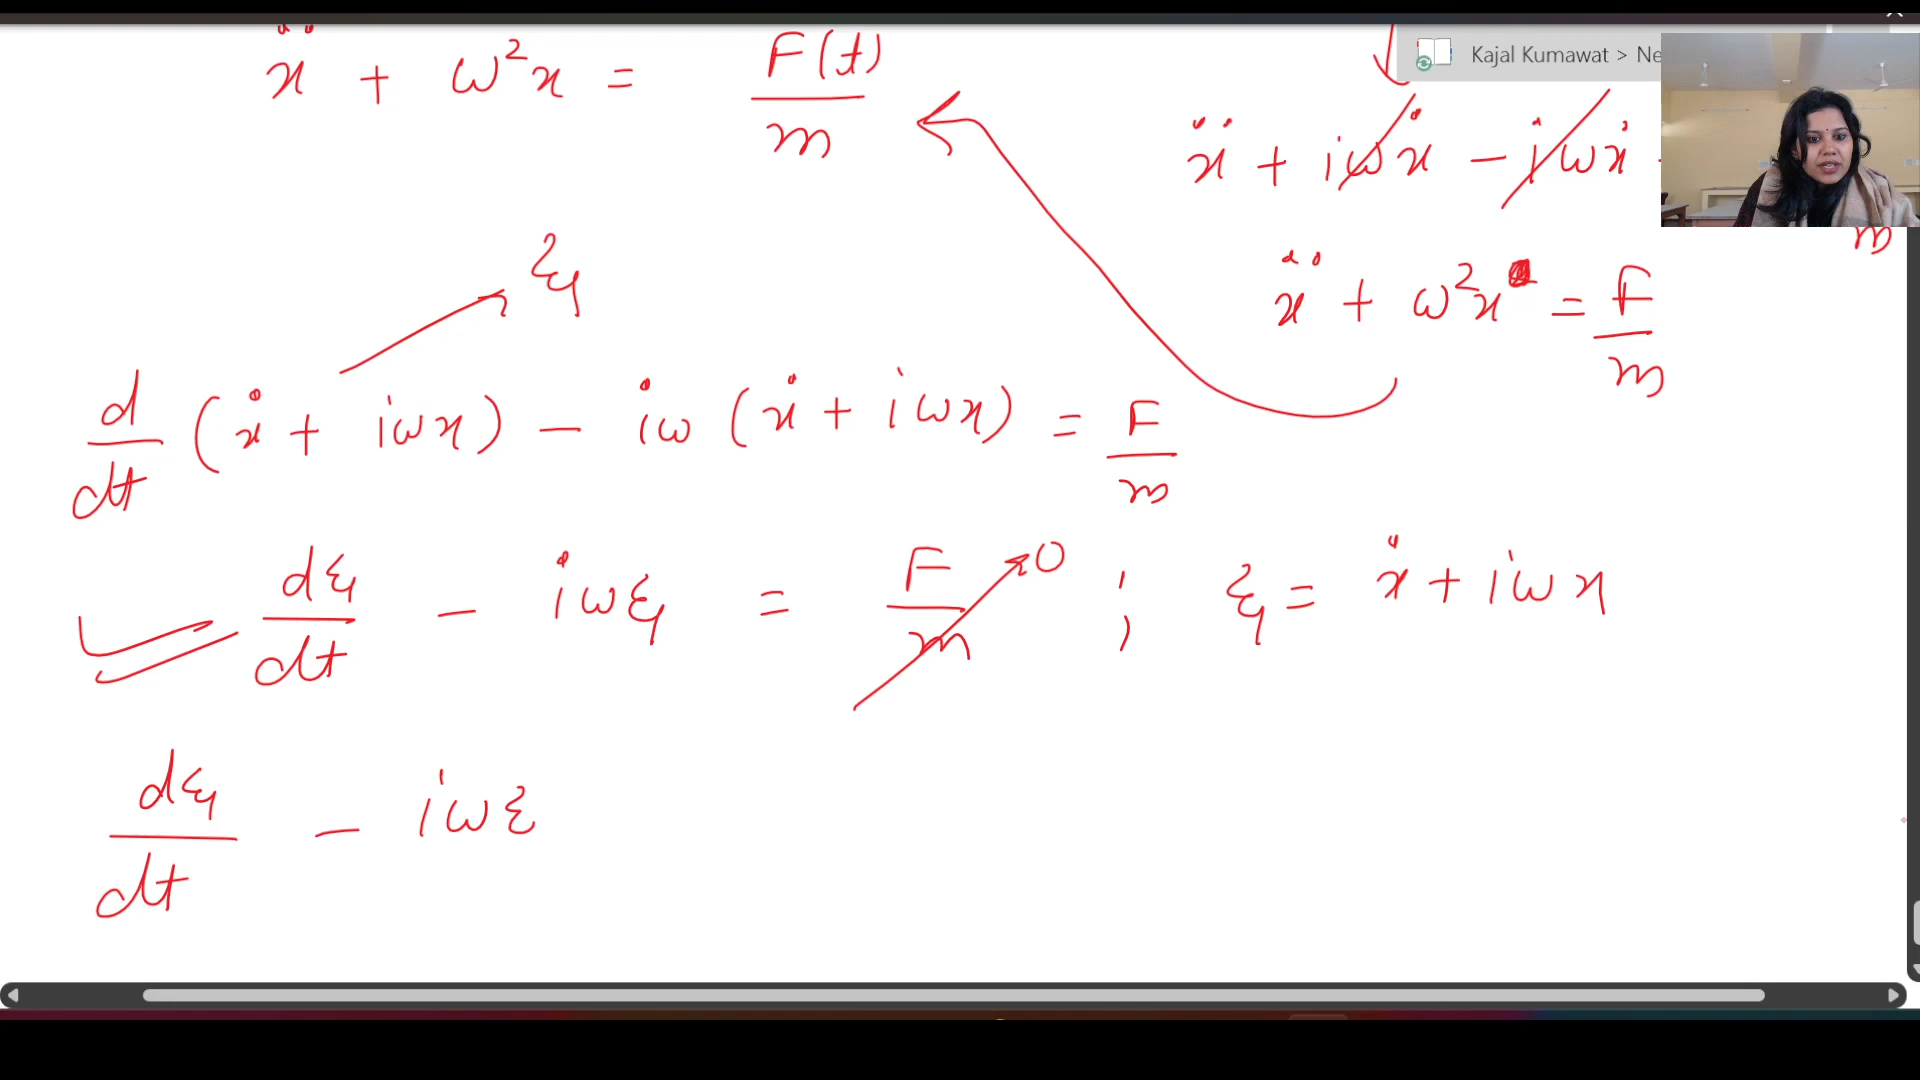 ẍ + ω²x = F(t)/m
Kajal Kumawat > Ne
ẍ + iωẋ − iωẋ
m
ẍ + ω²x = F/m
ξ
d/dt (ẋ + iωx) − iω (ẋ + iωx) = F/m
dξ/dt − iωξ = F/m → 0 ; ξ = ẋ + iωx
dξ/dt − iωξ